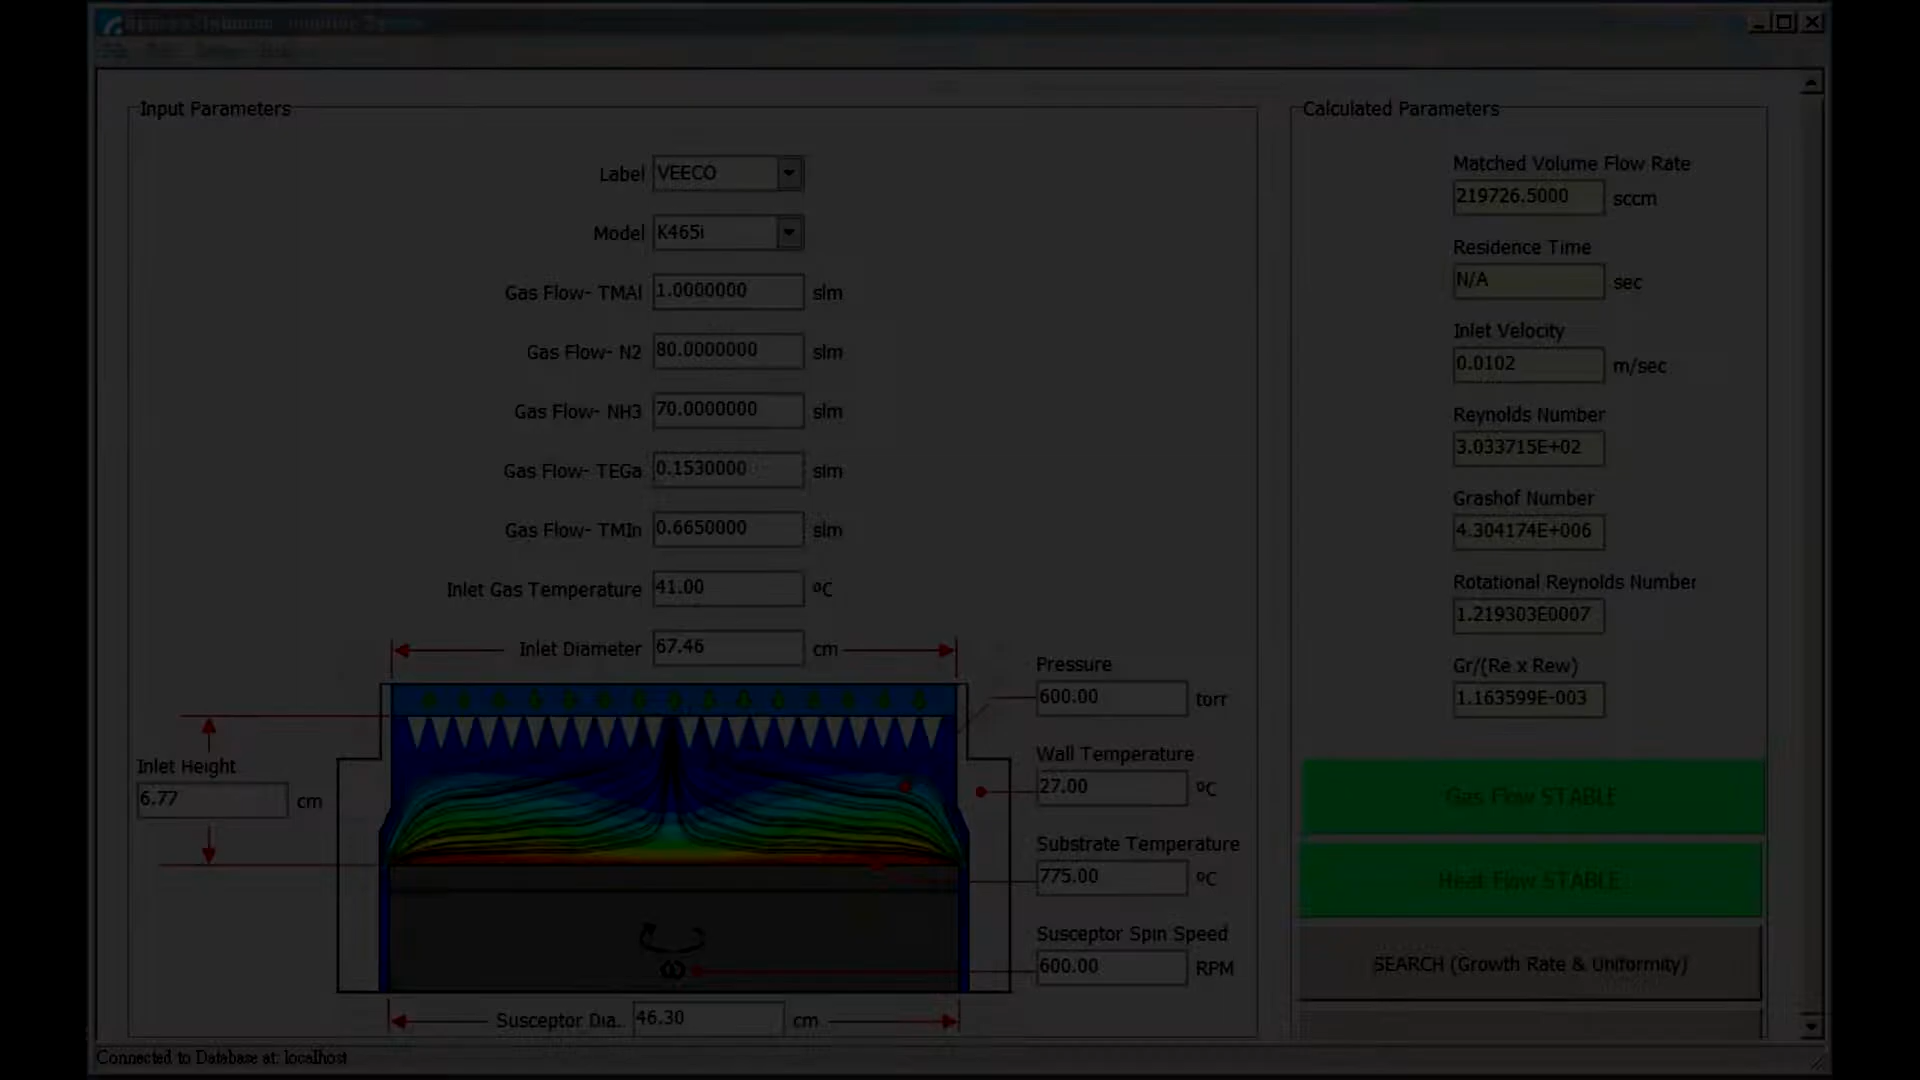 Input Parameters
Label VEECO
Model K465i
Gas Flow- TMAl 1.0000000 slm
Gas Flow- N2 80.0000000 slm
Gas Flow- NH3 70.0000000 slm
Gas Flow- TEGa 0.1530000 slm
Gas Flow- TMIn 0.6650000 slm
Inlet Gas Temperature 41.00 ºC
Inlet Diameter 67.46 cm
Inlet Height
6.77 cm
Pressure
600.00 torr
Wall Temperature
27.00 ºC
Substrate Temperature
775.00 ºC
Susceptor Spin Speed
600.00 RPM
Susceptor Dia. 46.30 cm
Calculated Parameters
Matched Volume Flow Rate
219726.5000 sccm
Residence Time
N/A sec
Inlet Velocity
0.0102 m/sec
Reynolds Number
3.033715E+02
Grashof Number
4.304174E+006
Rotational Reynolds Number
1.219303E0007
Gr/(Re x Rew)
1.163599E-003
Gas Flow STABLE
Heat Flow STABLE
SEARCH (Growth Rate & Uniformity)
Connected to Database at: localhost